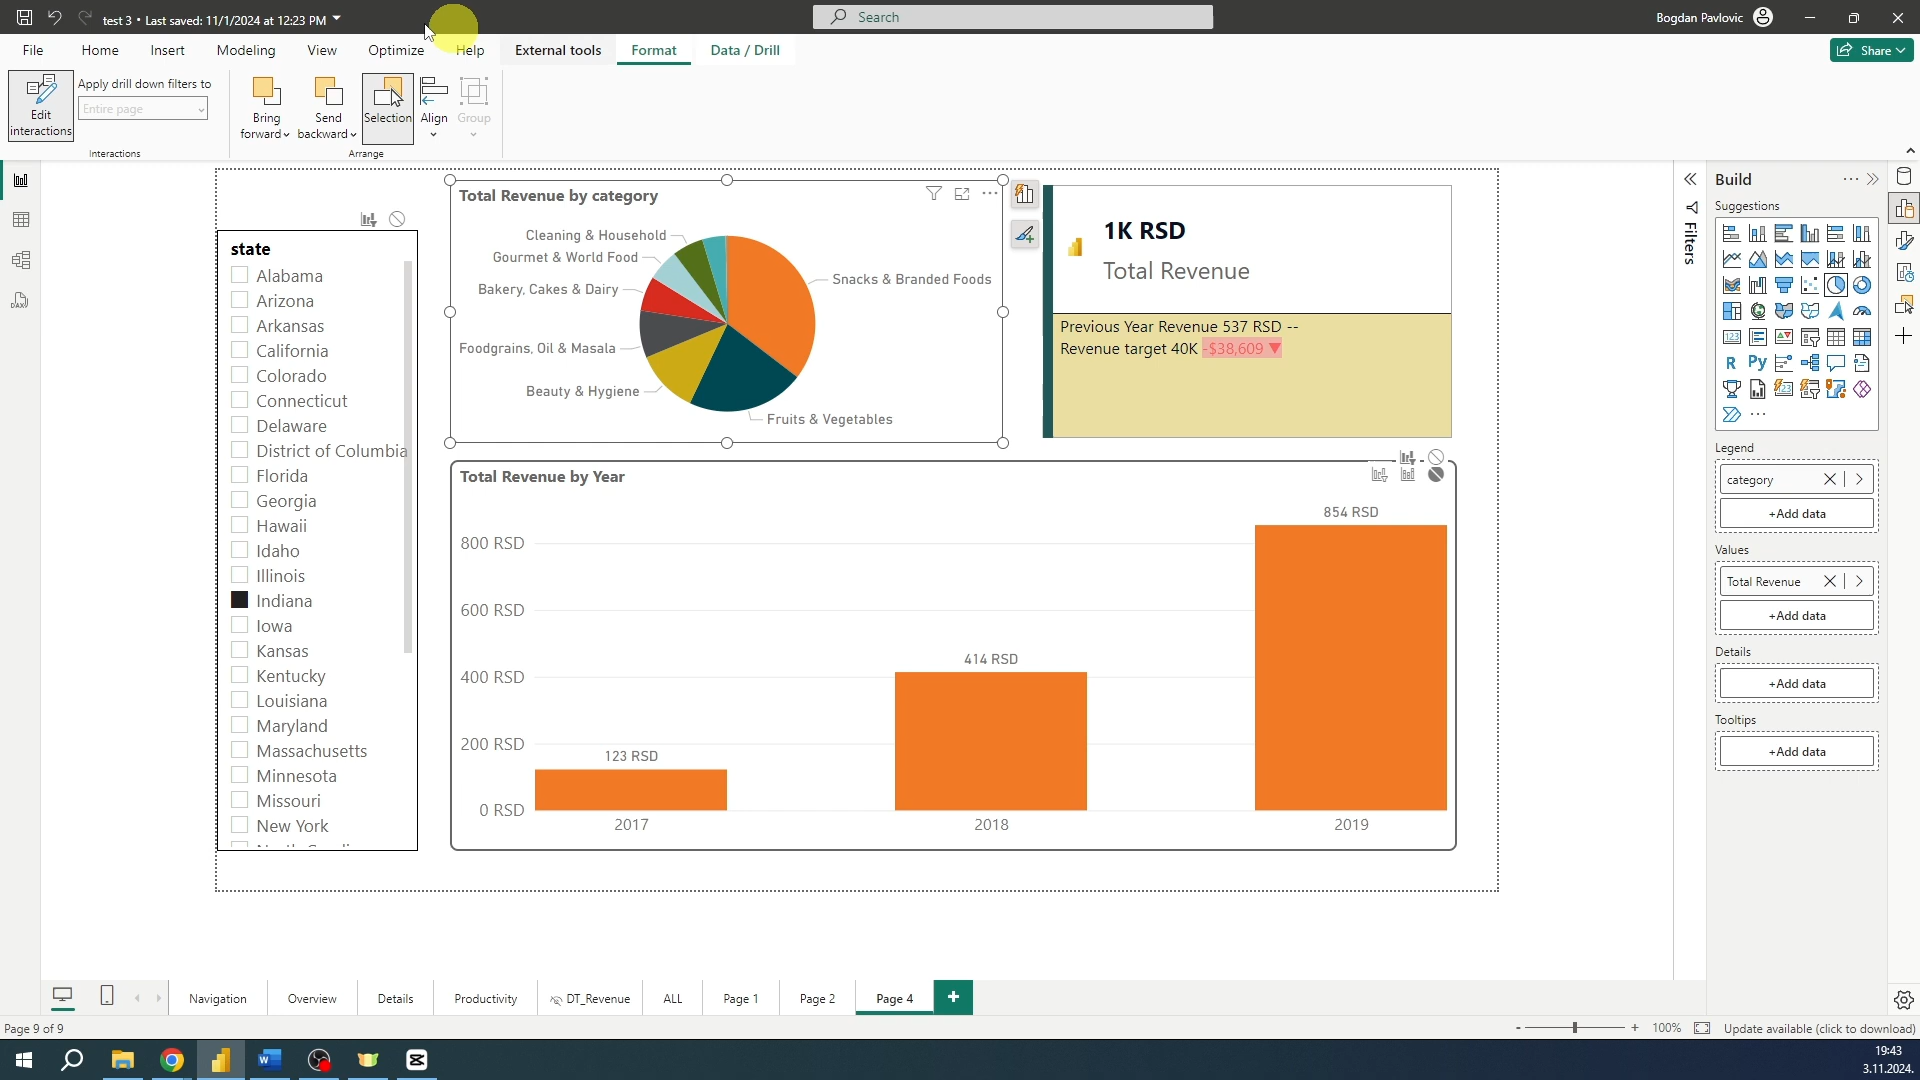 test 3 • Last saved: 11/1/2024 at 12:23 PM
Search
Bogdan Pavlovic
File
Home
Insert
Modeling
View
Optimize
Help
External tools
Format
Data / Drill
Share
Edit
interactions
Apply drill down filters to
Entire page
Interactions
Bring
forward
Send
backward
Selection
Align
Group
Arrange
state
Alabama
Arizona
Arkansas
California
Colorado
Connecticut
Delaware
District of Columbia
Florida
Georgia
Hawaii
Idaho
Illinois
Indiana
Iowa
Kansas
Kentucky
Louisiana
Maryland
Massachusetts
Minnesota
Missouri
New York
Total Revenue by category
Cleaning & Household
Gourmet & World Food
Bakery, Cakes & Dairy
Foodgrains, Oil & Masala
Beauty & Hygiene
Snacks & Branded Foods
Fruits & Vegetables
1K RSD
Total Revenue
Previous Year Revenue 537 RSD --
Revenue target 40K -$38,609 ▼
Total Revenue by Year
800 RSD
600 RSD
400 RSD
200 RSD
0 RSD
123 RSD
414 RSD
854 RSD
2017
2018
2019
Filters
Build
Suggestions
R
Py
123
Legend
category
+Add data
Values
Total Revenue
+Add data
Details
+Add data
Tooltips
+Add data
Navigation
Overview
Details
Productivity
DT_Revenue
ALL
Page 1
Page 2
Page 4
Page 9 of 9
100%
Update available (click to download)
19:43
3.11.2024.